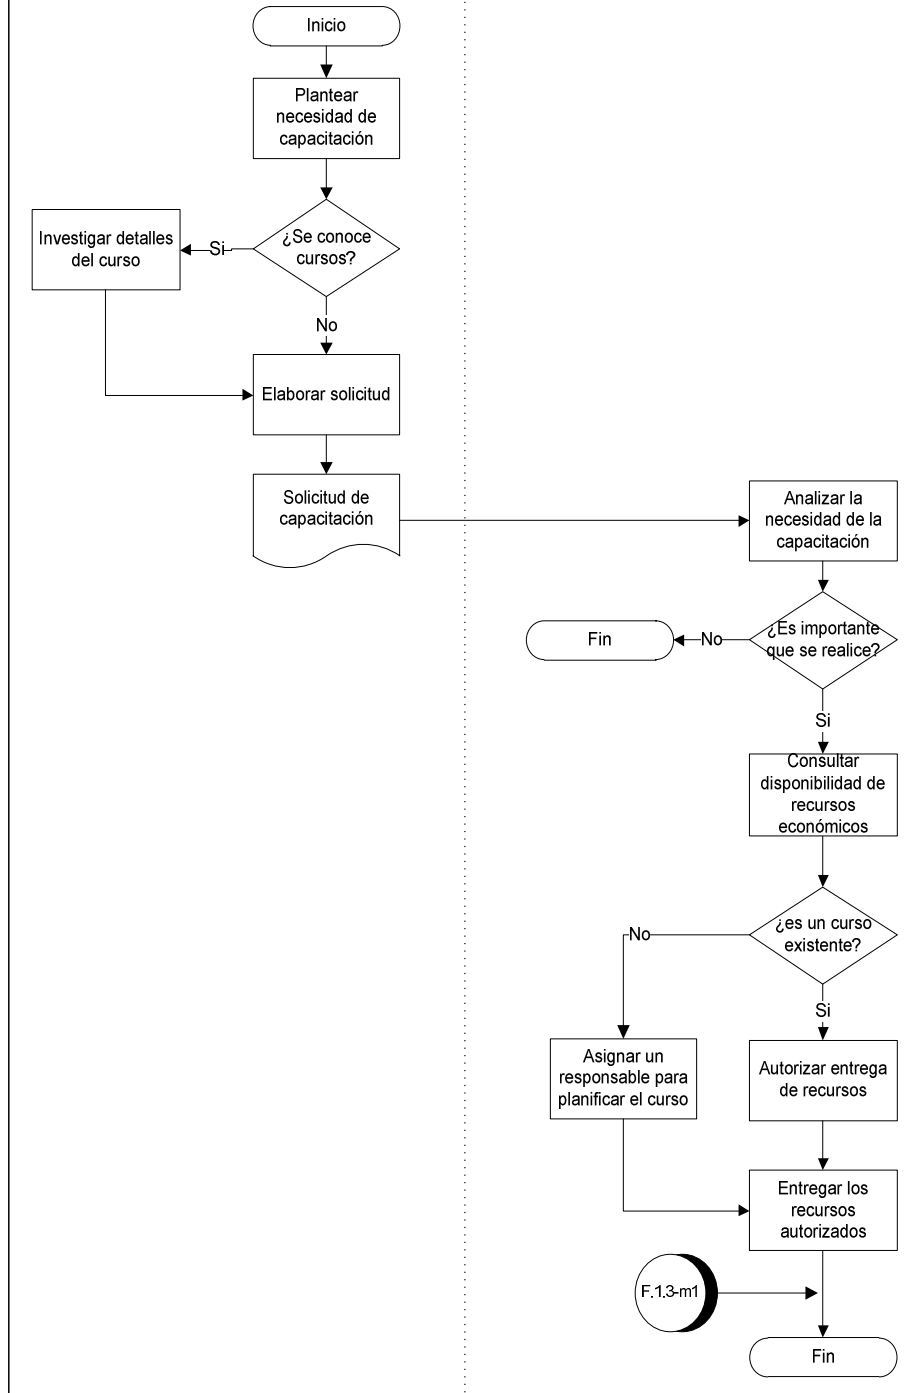 Inicio
Plantear
necesidad de
capacitación
¿Se conoce
cursos?
Si
Investigar detalles
del curso
No
Elaborar solicitud
Solicitud de
capacitación
Analizar la
necesidad de la
capacitación
¿Es importante
que se realice?
No
Fin
Si
Consultar
disponibilidad de
recursos
económicos
¿es un curso
existente?
No
Si
Asignar un
responsable para
planificar el curso
Autorizar entrega
de recursos
Entregar los
recursos
autorizados
F.1.3-m1
Fin